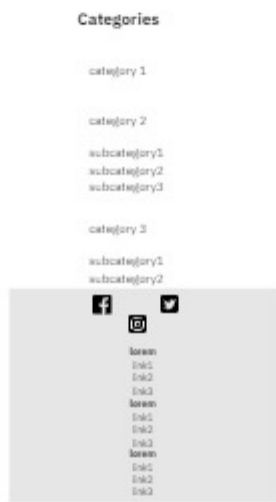 Categories
category 1
category 2
subcategory1
subcategory2
subcategory3
category 3
subcategory1
subcategory2
lorem
link1
link2
link3
lorem
link1
link2
link3
lorem
link1
link2
link3